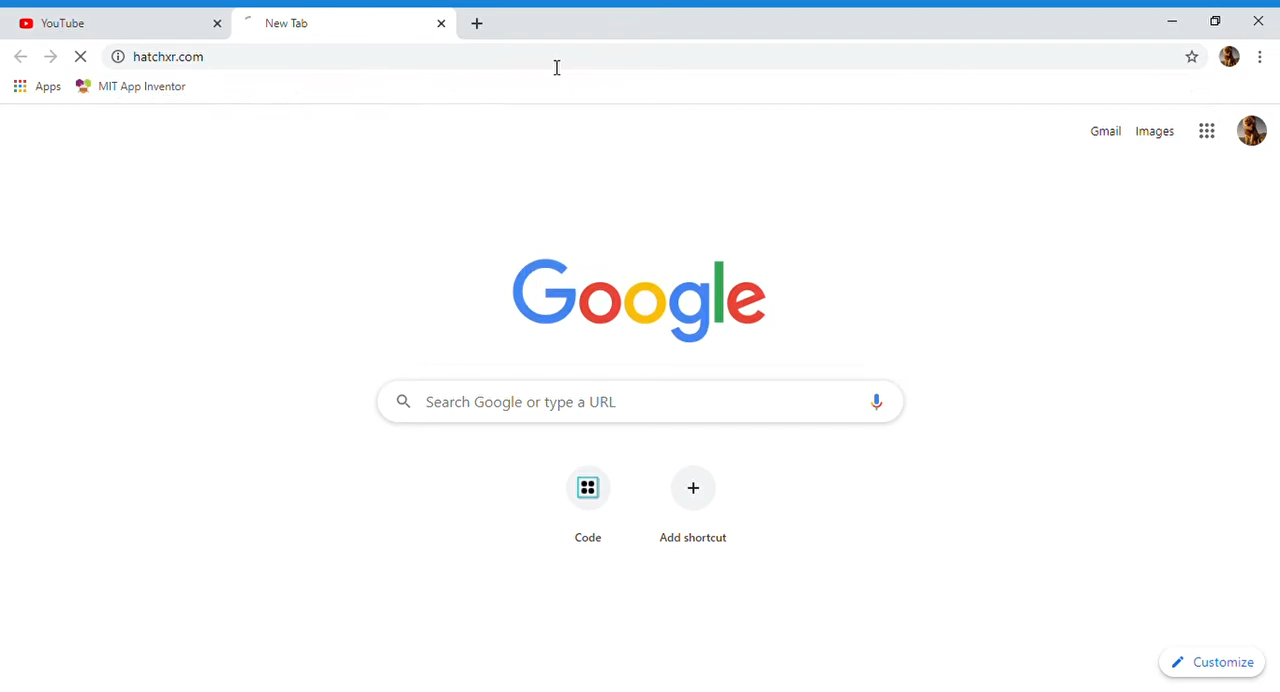 YouTube
New Tab
hatchxr.com
Apps
MIT App Inventor
Gmail
Images
Google
Search Google or type a URL
Code
Add shortcut
Customize